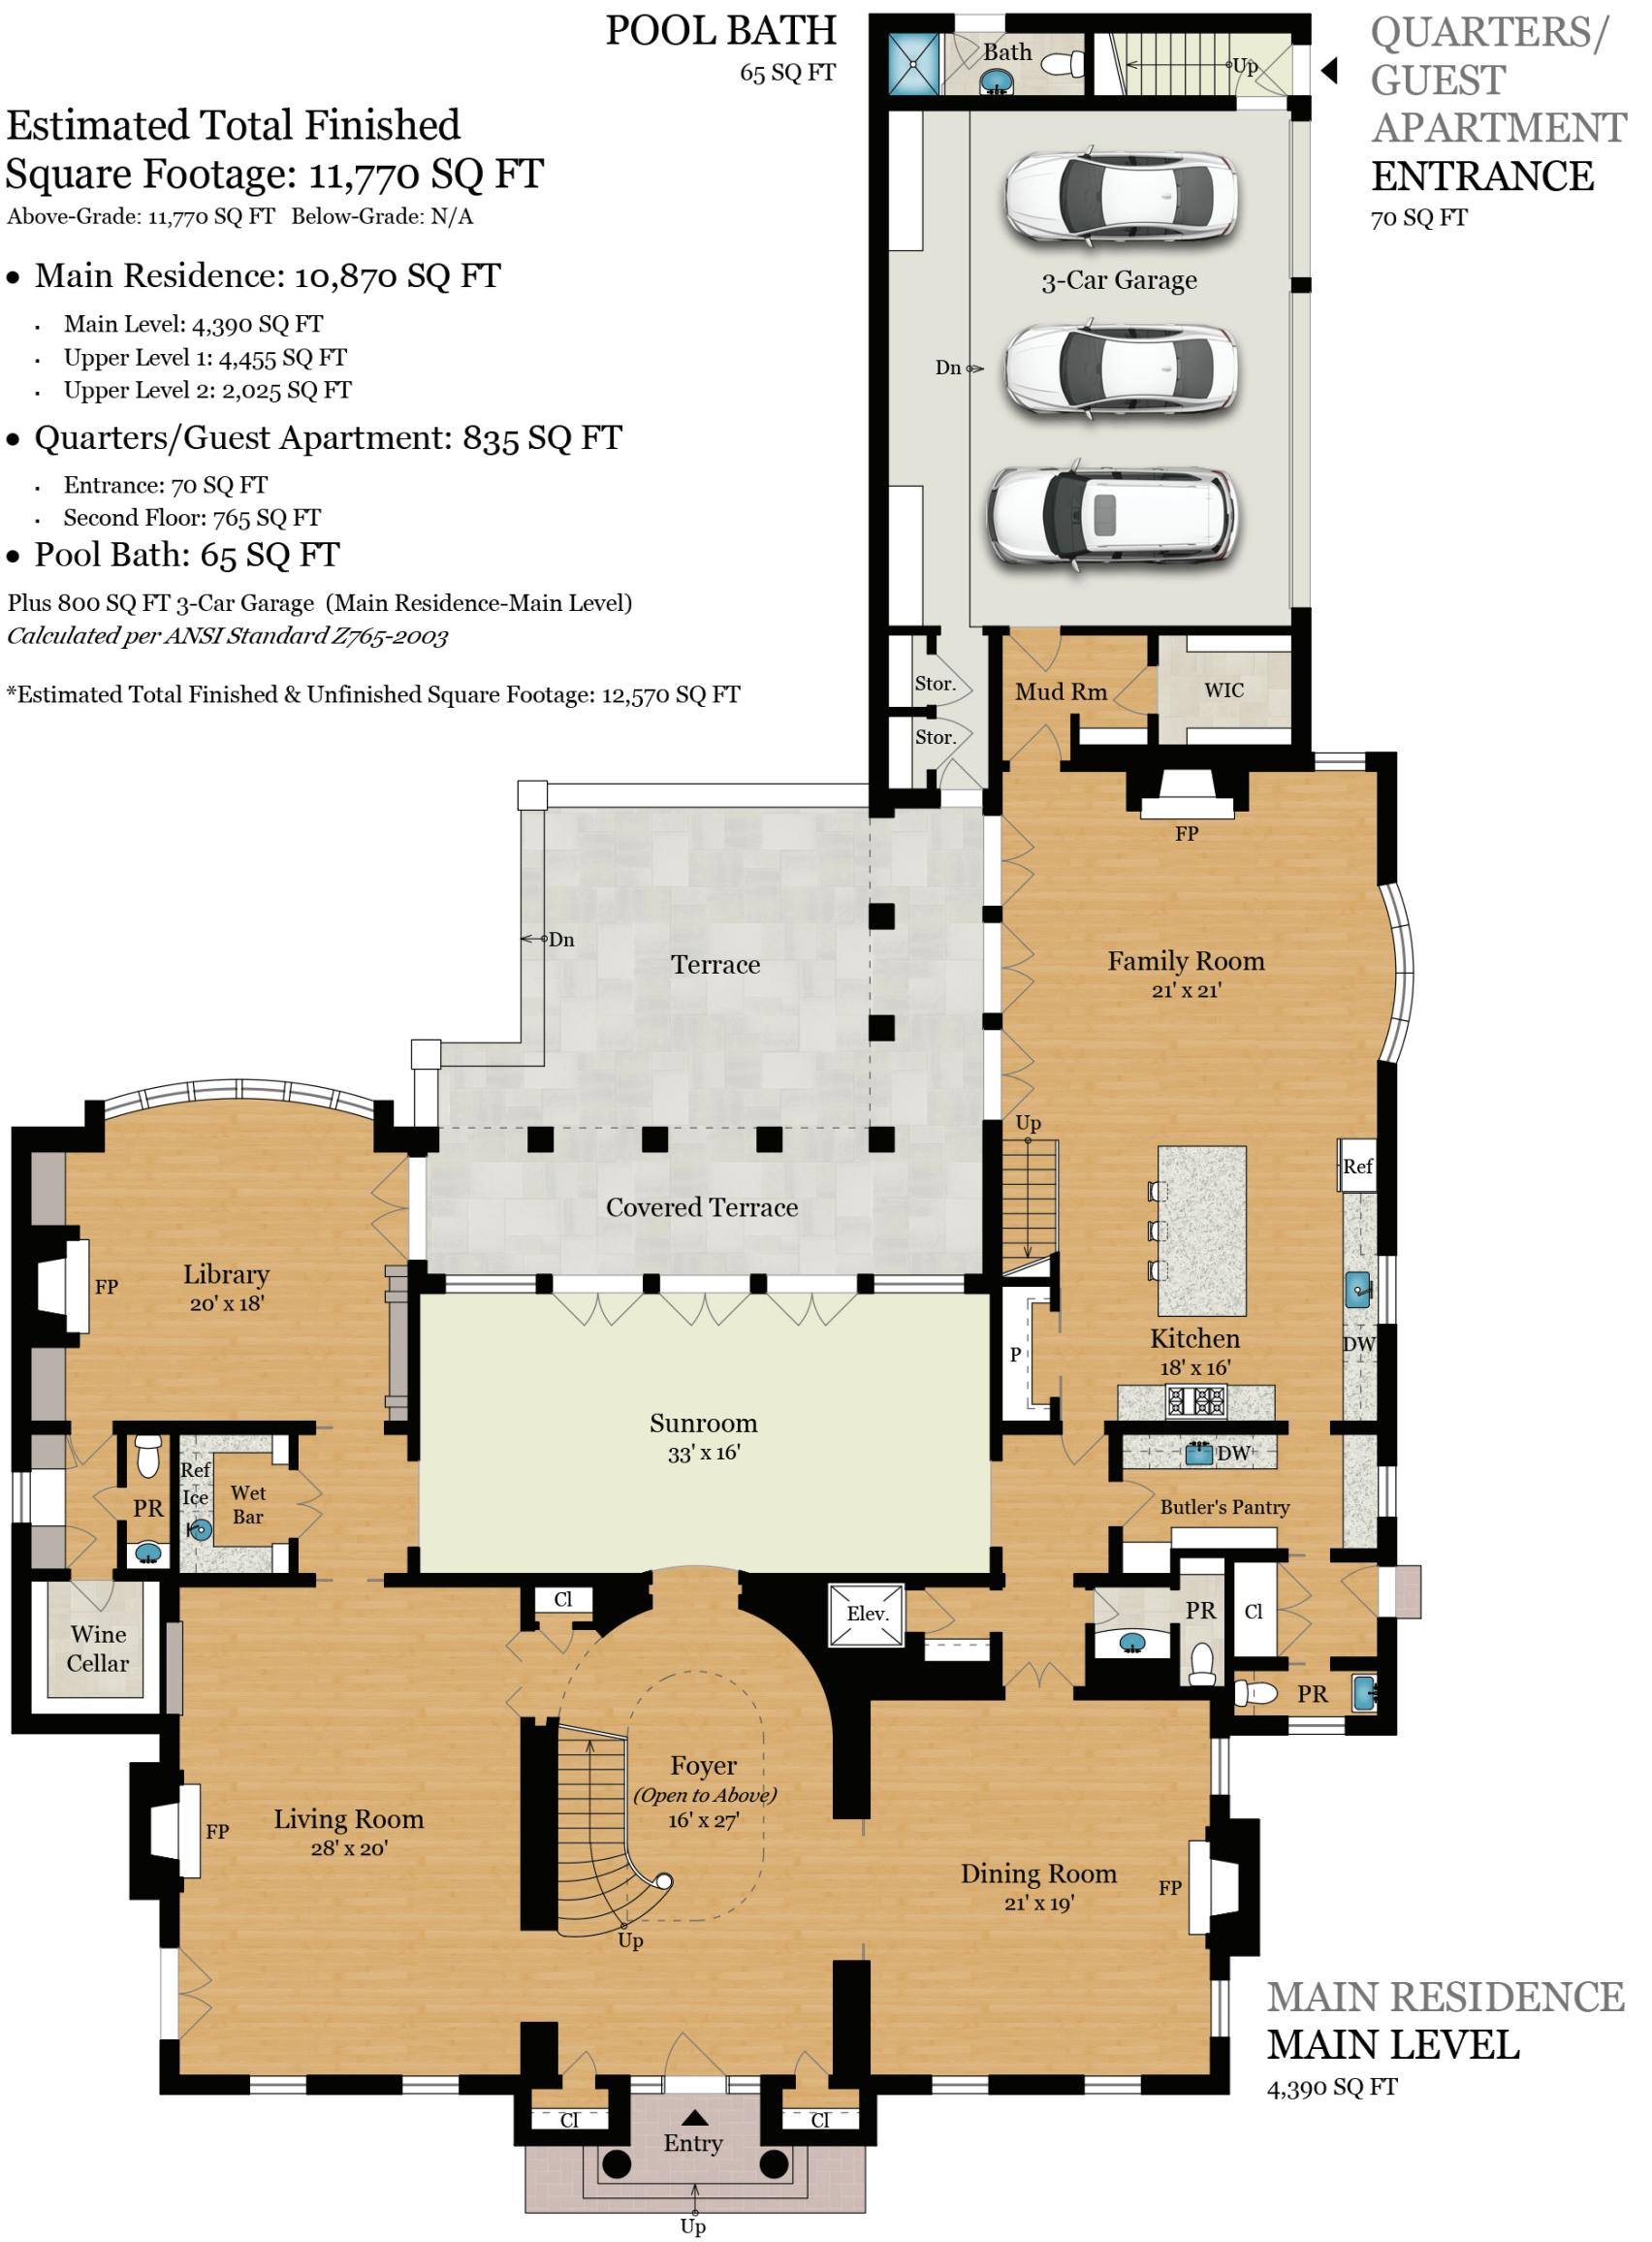 POOL BATH
65 SQ FT
QUARTERS/
GUEST
APARTMENT
ENTRANCE
70 SQ FT
Estimated Total Finished
Square Footage: 11,770 SQ FT
Above-Grade: 11,770 SQ FT Below-Grade: N/A
• Main Residence: 10,870 SQ FT
· Main Level: 4,390 SQ FT
· Upper Level 1: 4,455 SQ FT
· Upper Level 2: 2,025 SQ FT
• Quarters/Guest Apartment: 835 SQ FT
· Entrance: 70 SQ FT
· Second Floor: 765 SQ FT
• Pool Bath: 65 SQ FT
Plus 800 SQ FT 3-Car Garage (Main Residence-Main Level)
Calculated per ANSI Standard Z765-2003
*Estimated Total Finished & Unfinished Square Footage: 12,570 SQ FT
Bath
Up
3-Car Garage
Dn
Stor.
Mud Rm
WIC
Stor.
FP
Dn
Terrace
Family Room
21' x 21'
Up
Ref
Covered Terrace
Library
20' x 18'
FP
Kitchen
18' x 16'
DW
P
Sunroom
33' x 16'
Ref
Ice
Wet
Bar
PR
DW
Butler's Pantry
Cl
Elev.
PR
Cl
Wine
Cellar
PR
Foyer
(Open to Above)
16' x 27'
Living Room
28' x 20'
FP
Dining Room
21' x 19'
FP
Up
MAIN RESIDENCE
MAIN LEVEL
4,390 SQ FT
Cl
Cl
Entry
Up